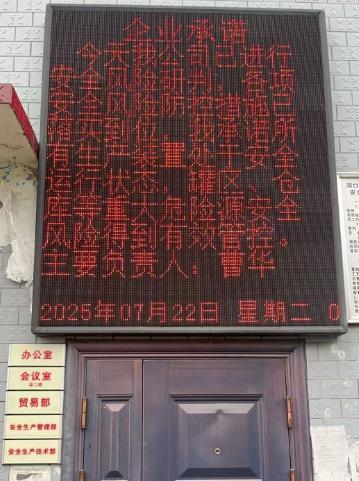 企业承诺
今天我公司已进行
安全风险研判,各项
安全风险防控措施已
落实到位,我承诺所
有生产装置处于安全
运行状态,罐区、仓
库等重大危险源安全
风险得到有效管控。
主要负责人:曹华
2025年07月22日 星期二 0
办公室
会议室
贸易部
安全生产管理部
安全生产技术部